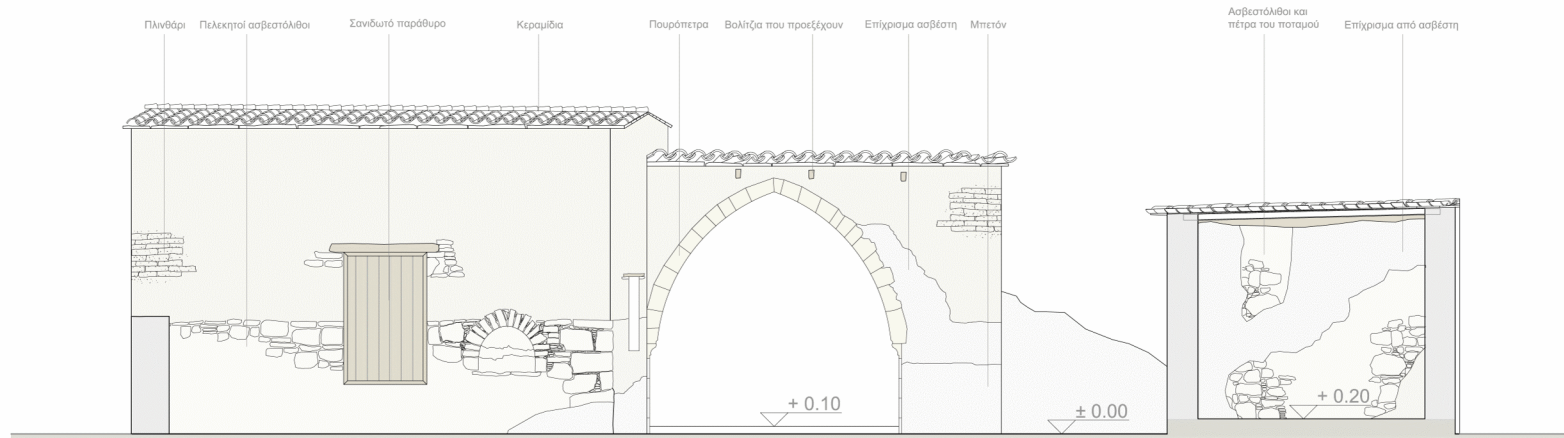 Πλινθάρι
Πελεκητοί ασβεστόλιθοι
Σανιδωτό παράθυρο
Κεραμίδια
Πουρόπετρα
Βολίτζια που προεξέχουν
Επίχρισμα ασβέστη
Μπετόν
Ασβεστόλιθοι και
πέτρα του ποταμού
Επίχρισμα από ασβέστη
+ 0.10
± 0.00
+ 0.20